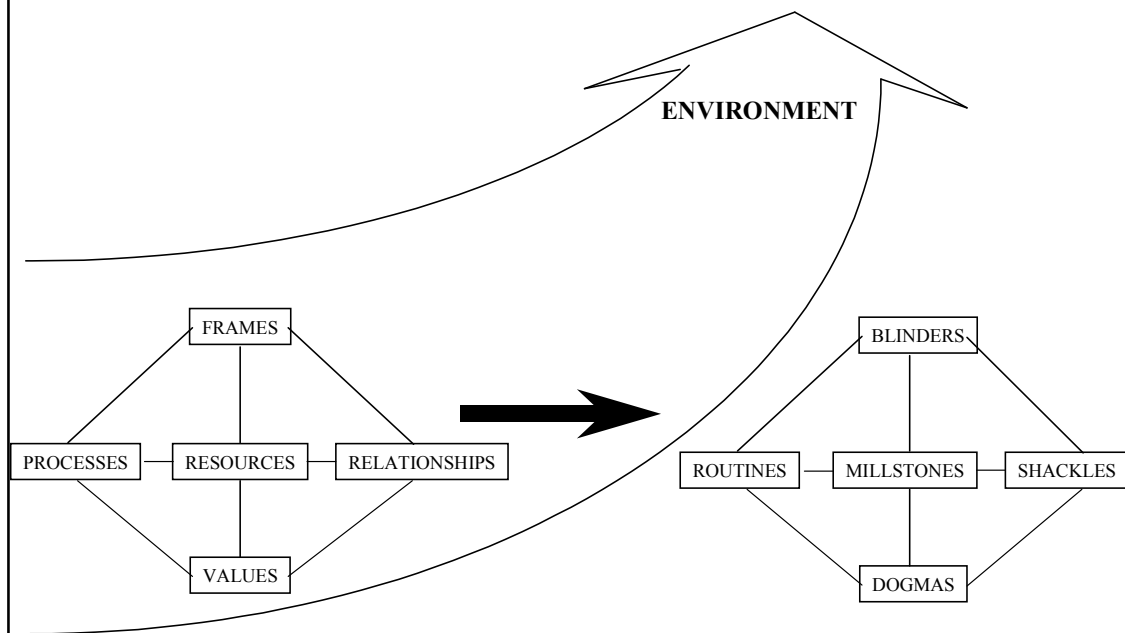 ENVIRONMENT
FRAMES
PROCESSES
RESOURCES
RELATIONSHIPS
VALUES
BLINDERS
ROUTINES
MILLSTONES
SHACKLES
DOGMAS